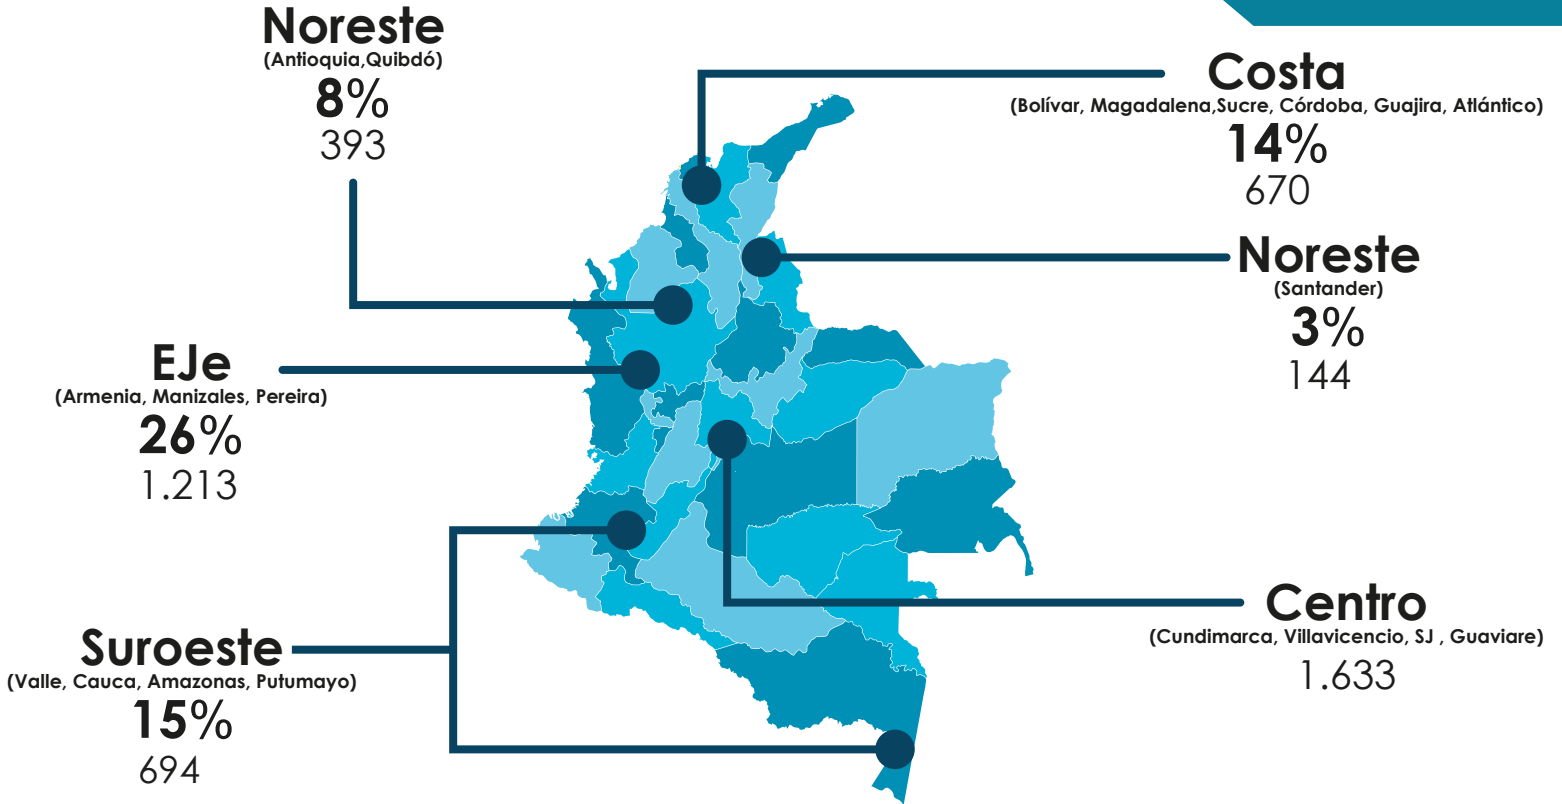 Noreste
(Antioquia,Quibdó)
8%
393
Costa
(Bolívar, Magadalena,Sucre, Córdoba, Guajira, Atlántico)
14%
670
Noreste
(Santander)
3%
144
EJe
(Armenia, Manizales, Pereira)
26%
1.213
Suroeste
(Valle, Cauca, Amazonas, Putumayo)
15%
694
Centro
(Cundimarca, Villavicencio, SJ , Guaviare)
1.633